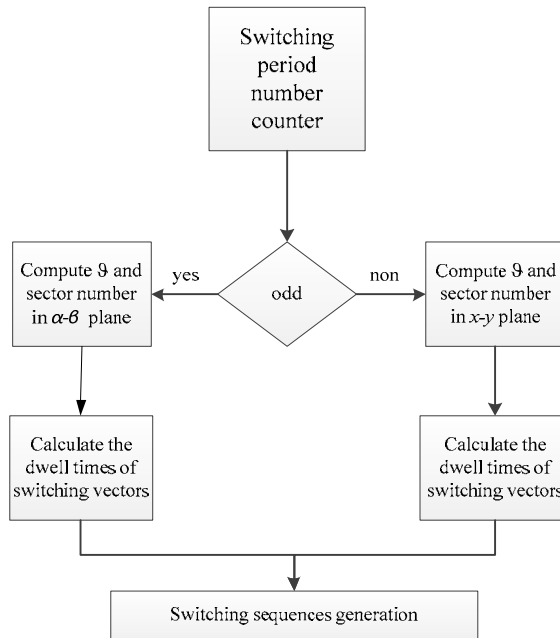 Switching
period
number
counter
yes
odd
non
Compute ϑ and
sector number
in α-β plane
Compute ϑ and
sector number
in x-y plane
Calculate the
dwell times of
switching vectors
Calculate the
dwell times of
switching vectors
Switching sequences generation